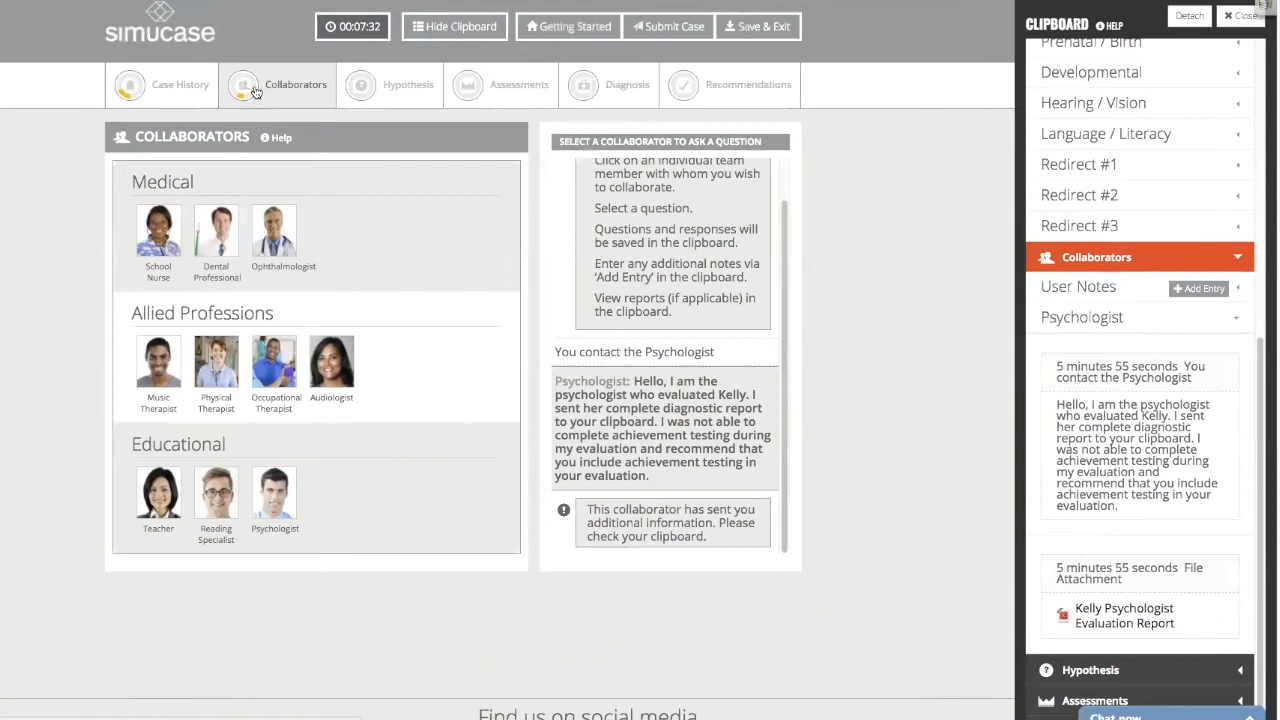 simucase
00:07:32
Hide Clipboard
Getting Started
Submit Case
Save & Exit
Case History
Collaborators
Hypothesis
Assessments
Diagnosis
Recommendations
COLLABORATORS Help
Medical
School
Nurse
Dental
Professional
Ophthalmologist
Allied Professions
Music
Therapist
Physical
Therapist
Occupational
Therapist
Audiologist
Educational
Teacher
Reading
Specialist
Psychologist
SELECT A COLLABORATOR TO ASK A QUESTION
Click on an individual team
member with whom you wish
to collaborate.
Select a question.
Questions and responses will
be saved in the clipboard.
Enter any additional notes via
‘Add Entry’ in the clipboard.
View reports (if applicable) in
the clipboard.
You contact the Psychologist
Psychologist: Hello, I am the
psychologist who evaluated Kelly. I
sent her complete diagnostic report
to your clipboard. I was not able to
complete achievement testing during
my evaluation and recommend that
you include achievement testing in
your evaluation.
This collaborator has sent you
additional information. Please
check your clipboard.
Find us on social media
CLIPBOARD HELP
Detach
Close
Prenatal / Birth
Developmental
Hearing / Vision
Language / Literacy
Redirect #1
Redirect #2
Redirect #3
Collaborators
User Notes
Add Entry
Psychologist
5 minutes 55 seconds You
contact the Psychologist
Hello, I am the psychologist
who evaluated Kelly. I sent
her complete diagnostic
report to your clipboard. I
was not able to complete
achievement testing during
my evaluation and
recommend that you include
achievement testing in your
evaluation.
5 minutes 55 seconds File
Attachment
Kelly Psychologist
Evaluation Report
Hypothesis
Assessments
Chat now